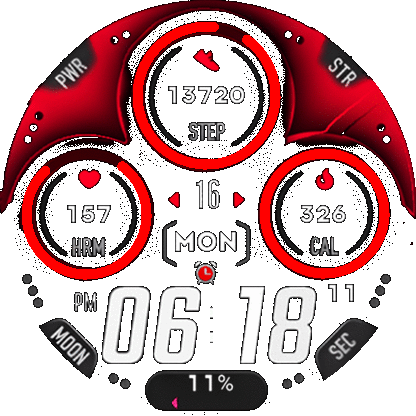 PWR
STR
13720
STEP
157
HRM
16
MON
326
CAL
PM 06:18 11
MOON
SEC
11%